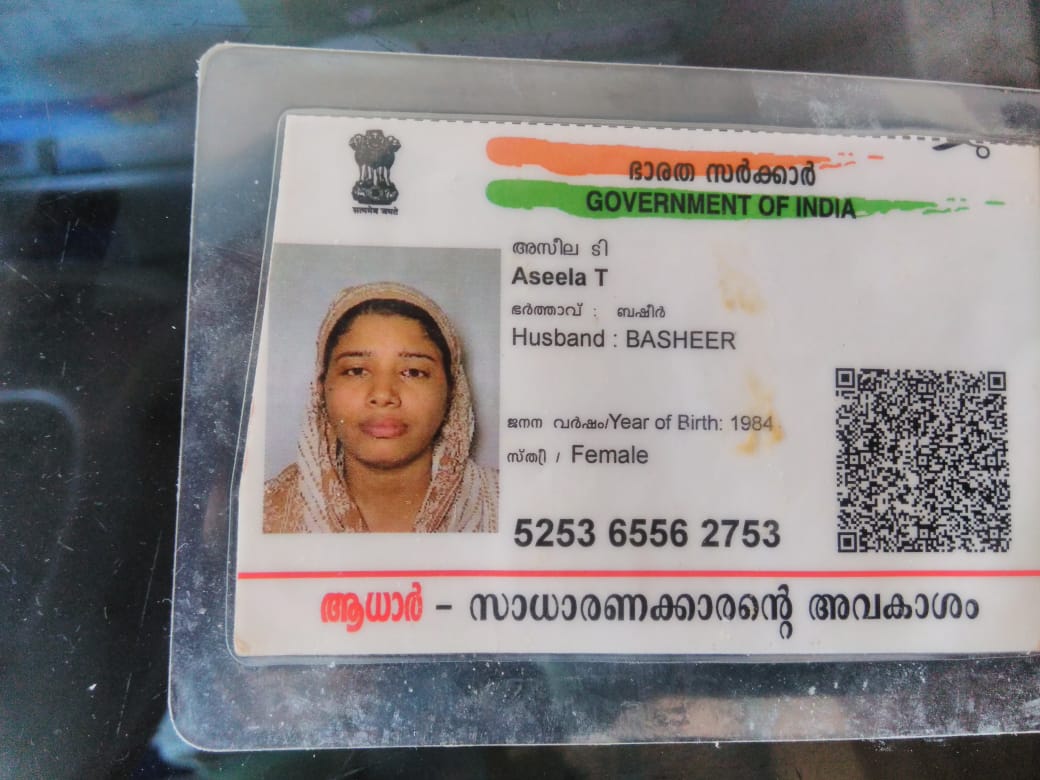 सत्यमेव जयते
ഭാരത സർക്കാർ
GOVERNMENT OF INDIA
അസീല ടി
Aseela T
ഭർത്താവ് : ബഷീർ
Husband : BASHEER
ജനന വർഷം/Year of Birth: 1984
സ്ത്രീ / Female
5253 6556 2753
ആധാർ - സാധാരണക്കാരന്റെ അവകാശം